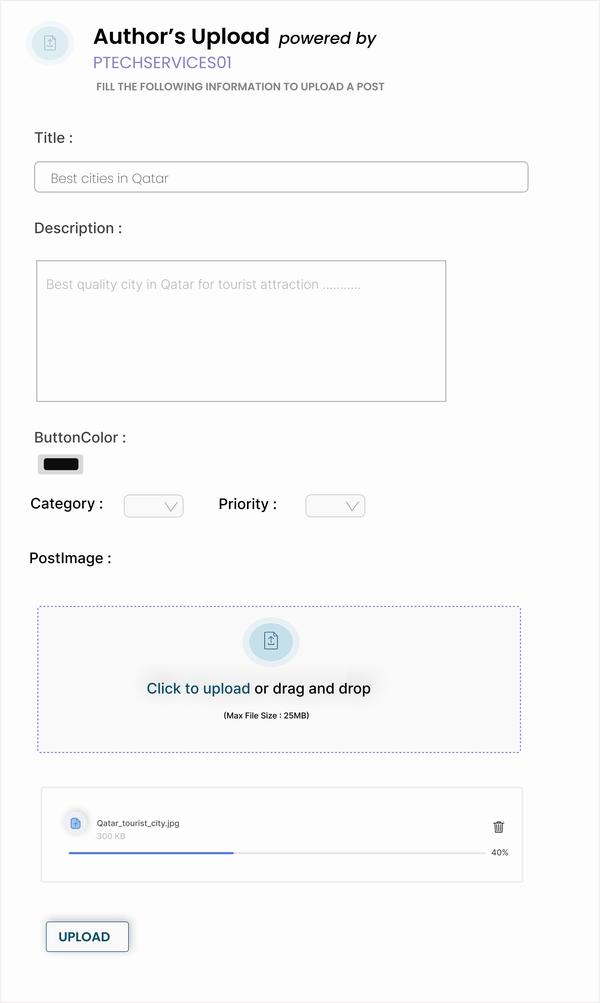 Author’s Upload powered by
PTECHSERVICES01
FILL THE FOLLOWING INFORMATION TO UPLOAD A POST
Title :
Best cities in Qatar
Description :
Best quality city in Qatar for tourist attraction ...........
ButtonColor :
Category : Priority :
PostImage :
Click to upload or drag and drop
(Max File Size : 25MB)
Qatar_tourist_city.jpg
300 KB
40%
UPLOAD